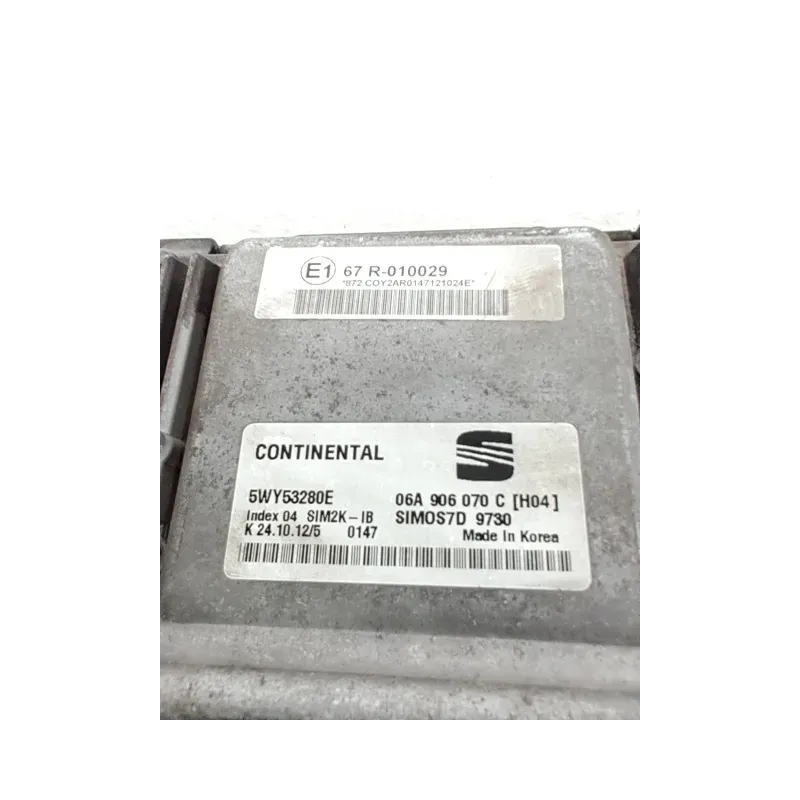 E1 67 R-010029
*872 COY2AR0147121024E*
CONTINENTAL
5WY53280E 06A 906 070 C [H04]
Index 04 SIM2K-IB SIMOS7D 9730
K 24.10.12/5 0147 Made In Korea